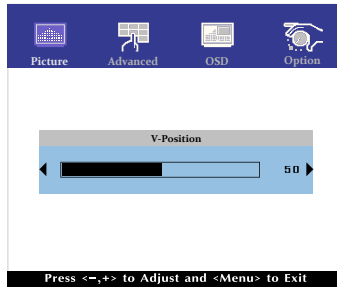 Picture Advanced OSD Option
V-Position
50
Press <–,+> to Adjust and <Menu> to Exit